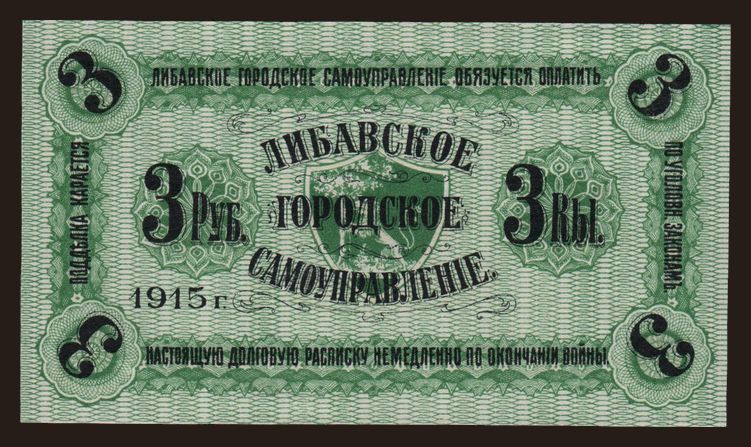 3 3
ЛИБАВСКОЕ ГОРОДСКОЕ САМОУПРАВЛЕНІЕ ОБЯЗУЕТСЯ ОПЛАТИТЬ
ПОДДѢЛКА КАРАЕТСЯ
ЛИБАВСКОЕ
3 РУБ. ГОРОДСКОЕ 3 Rbl.
САМОУПРАВЛЕНІЕ.
1915 г.
ПО УГОЛОВН. ЗАКОНАМЪ
НАСТОЯЩУЮ ДОЛГОВУЮ РАСПИСКУ НЕМЕДЛЕННО ПО ОКОНЧАНІИ ВОЙНЫ.
3 3